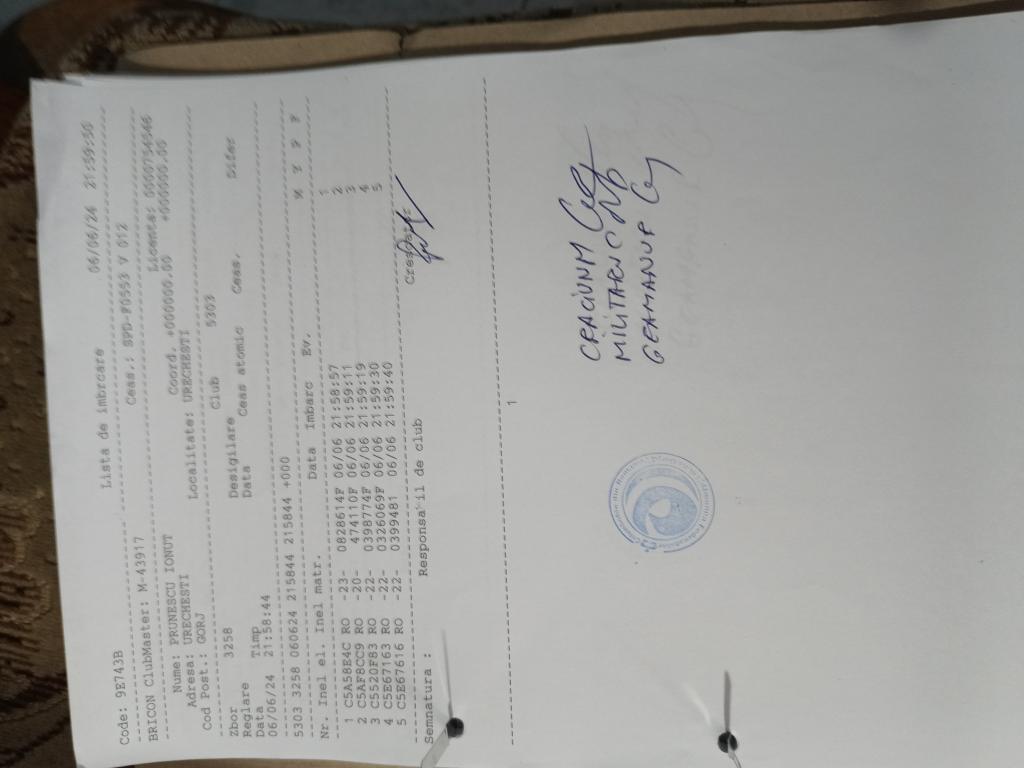 Lista de imbrcare 06/06/24 21:59:50
Code: 9E743B Ceas.: SPD-F0553 V 012
BRICON ClubMaster: M-43917 Licenta: 0000754646
Nume: PRUNESCU IONUT Coord. +000000.00 +000000.00
Adresa: URECHESTI Localitate: URECHESTI
Cod Post.: GORJ Club 5303
Zbor 3258 Desigilare
Reglare Data Ceas atomic Ceas. Difer
Data Timp
06/06/24 21:58:44
5303 3258 060624 215844 215844 +000
Nr. Inel el. Inel matr. Data Imbarc Ev. M Y F F
1 C5A58E4C RO -23- 0828614F 06/06 21:58:57 1
2 C5AF8CC9 RO -20- 474110F 06/06 21:59:11 2
3 C5520F83 RO -22- 0398774F 06/06 21:59:19 3
4 C5E67163 RO -22- 0326069F 06/06 21:59:30 4
5 C5E67616 RO -22- 0399481 06/06 21:59:40 5
Semnatura : Responsabil de club
1
CRACIUNM
MILITARU
GEAMANUP